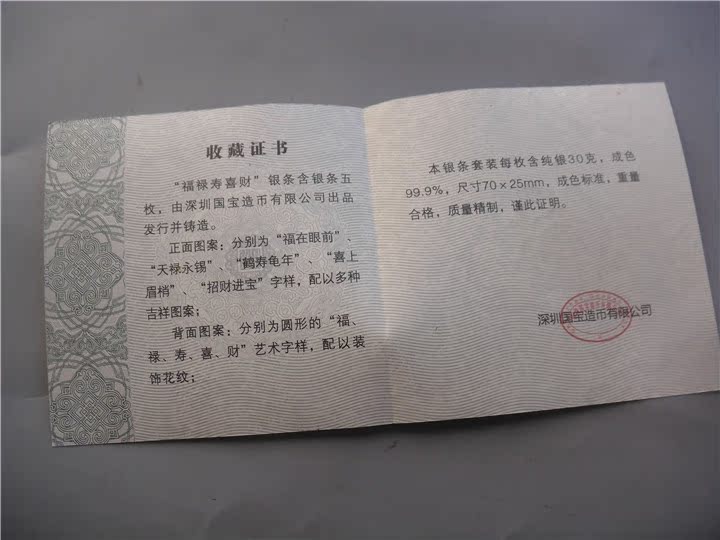 收藏证书
“福禄寿喜财”银条含银条五
枚，由深圳国宝造币有限公司出品
发行并铸造。
正面图案：分别为“福在眼前”、
“天禄永锡”、“鹤寿龟年”、“喜上
眉梢”、“招财进宝”字样，配以多种
吉祥图案；
背面图案：分别为圆形的“福、
禄、寿、喜、财”艺术字样，配以装
饰花纹；
本银条套装每枚含纯银30克，成色
99.9%，尺寸70×25mm，成色标准，重量
合格，质量精制，谨此证明。
深圳国宝造币有限公司